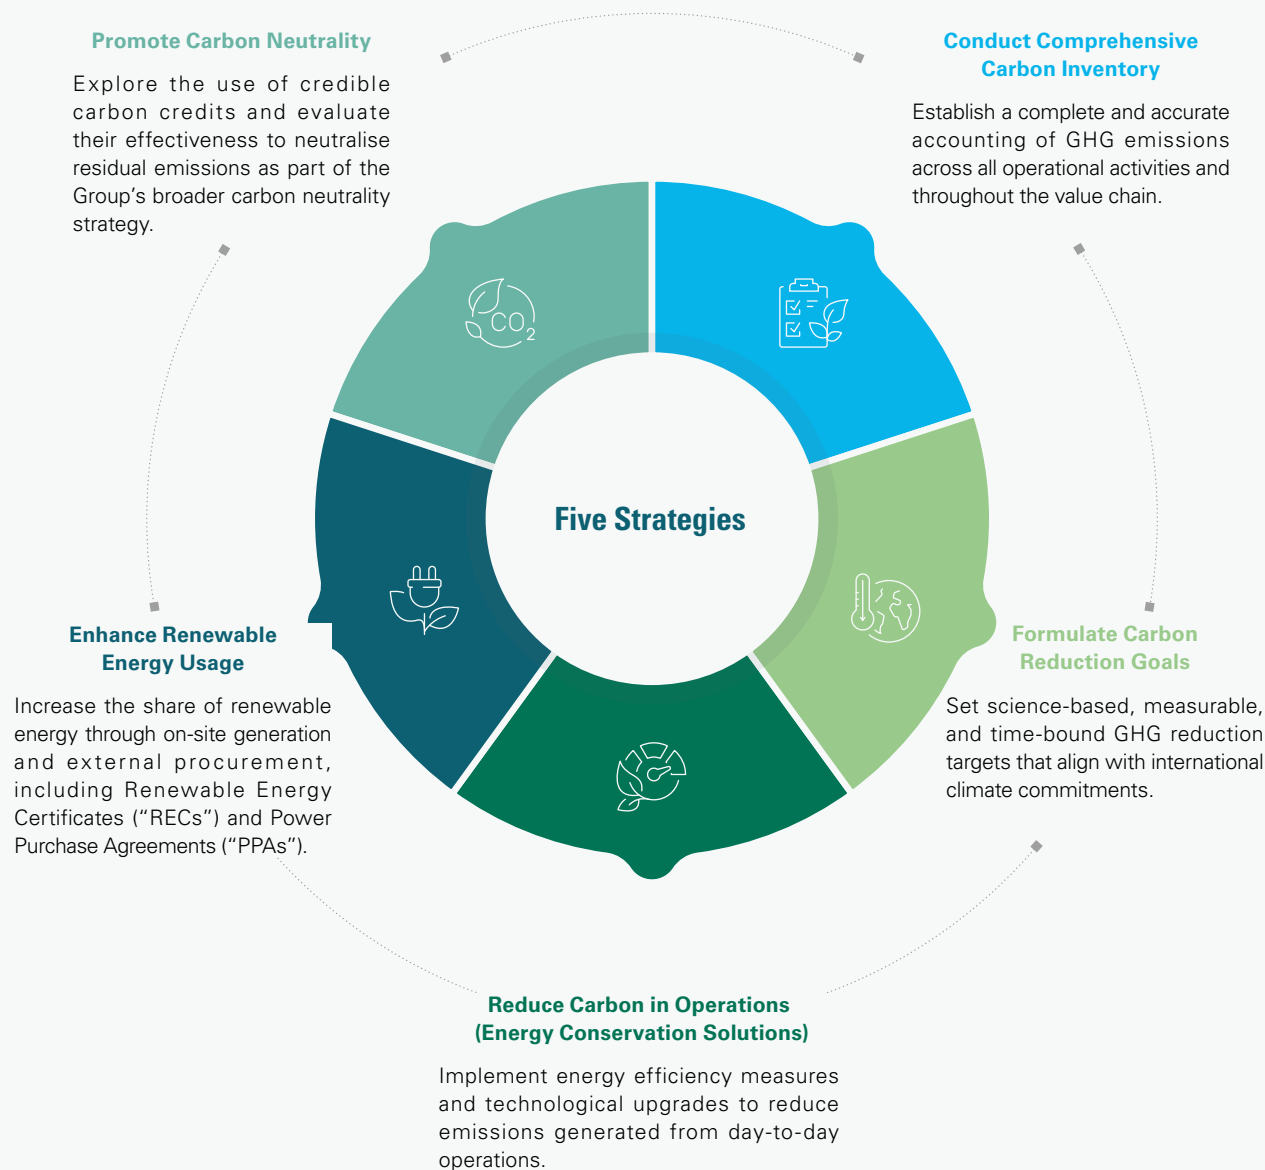 Promote Carbon Neutrality
Explore the use of credible
carbon credits and evaluate
their effectiveness to neutralise
residual emissions as part of the
Group’s broader carbon neutrality
strategy.
Conduct Comprehensive
Carbon Inventory
Establish a complete and accurate
accounting of GHG emissions
across all operational activities and
throughout the value chain.
CO2
Five Strategies
Enhance Renewable
Energy Usage
Increase the share of renewable
energy through on-site generation
and external procurement,
including Renewable Energy
Certificates (“RECs”) and Power
Purchase Agreements (“PPAs”).
Formulate Carbon
Reduction Goals
Set science-based, measurable,
and time-bound GHG reduction
targets that align with international
climate commitments.
Reduce Carbon in Operations
(Energy Conservation Solutions)
Implement energy efficiency measures
and technological upgrades to reduce
emissions generated from day-to-day
operations.